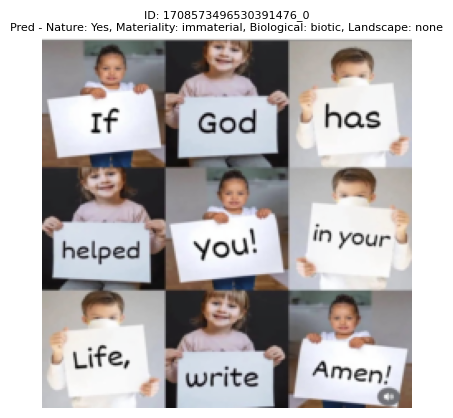 ID: 1708573496530391476_0
Pred - Nature: Yes, Materiality: immaterial, Biological: biotic, Landscape: none
If God has
helped you! in your
Life, write Amen!